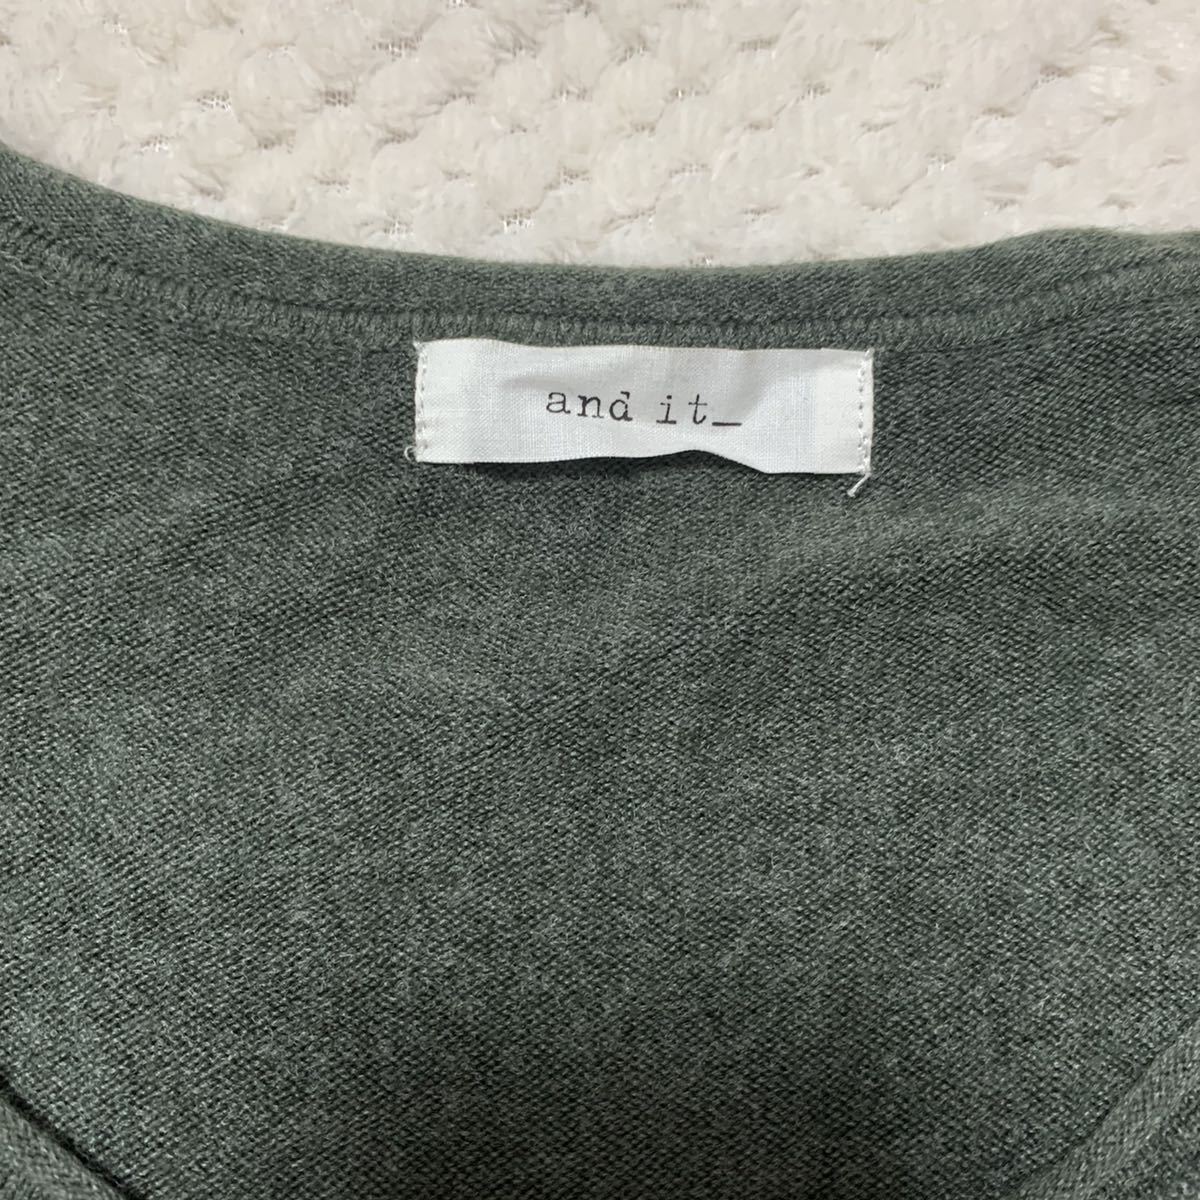 and it_